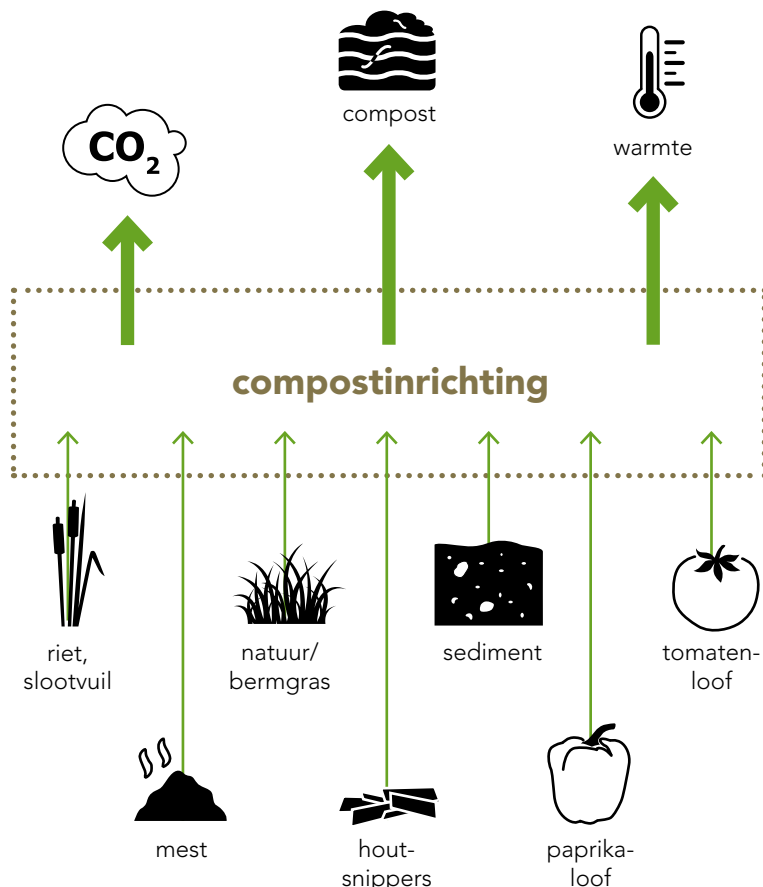 compost
warmte
CO₂
compostinrichting
riet,
slootvuil
natuur/
bermgras
sediment
tomaten-
loof
mest
hout-
snippers
paprika-
loof